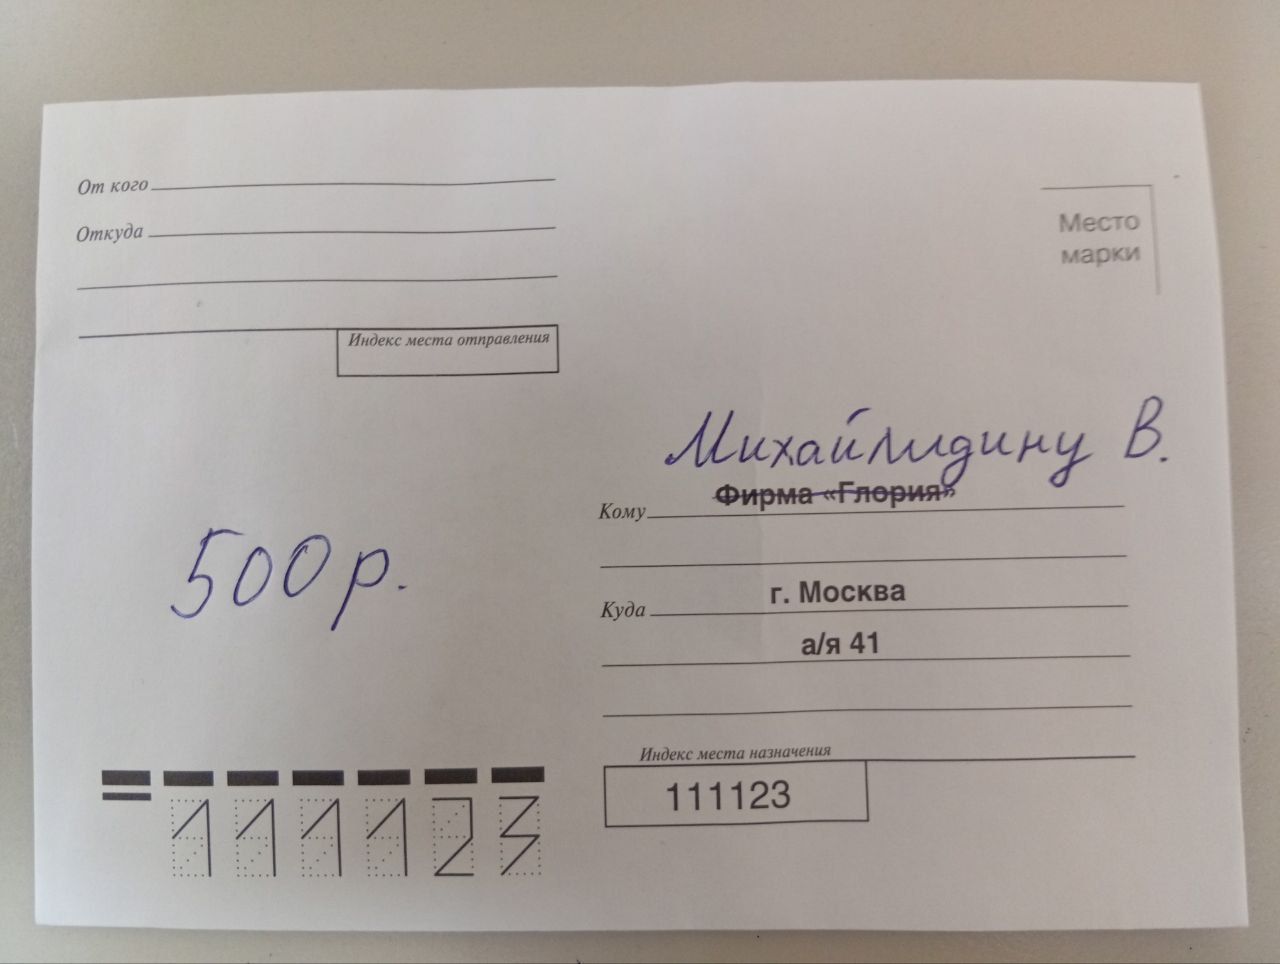 От кого
Откуда
Индекс места отправления
Место
марки
Михайлидину В.
Кому Фирма «Глория»
500 р.
Куда г. Москва
а/я 41
Индекс места назначения
111123
111123